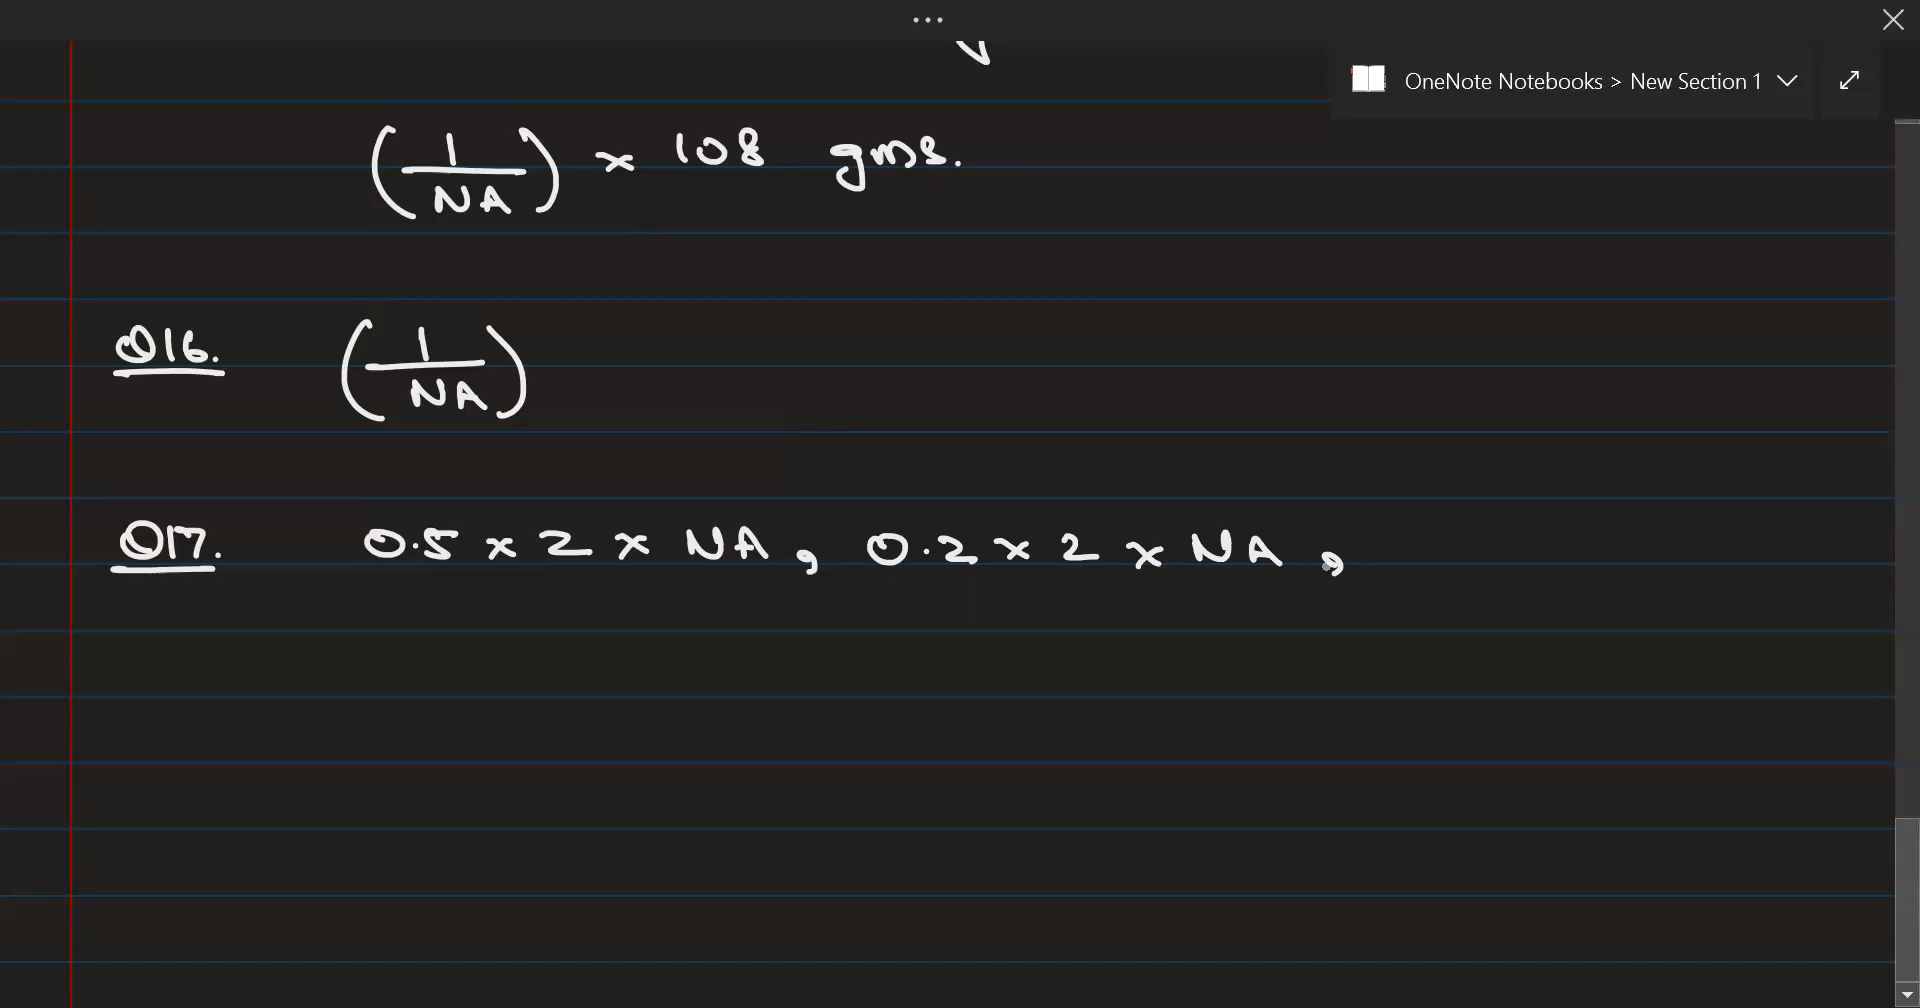 ...
OneNote Notebooks > New Section 1
(1/NA) × 108 gms.
Q16. (1/NA)
Q17. 0.5 × 2 × NA, 0.2 × 2 × NA,